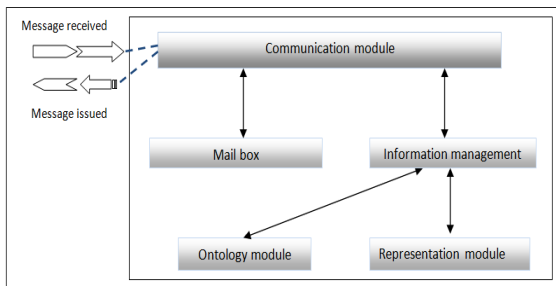 Message received
Communication module
Message issued
Mail box
Information management
Ontology module
Representation module